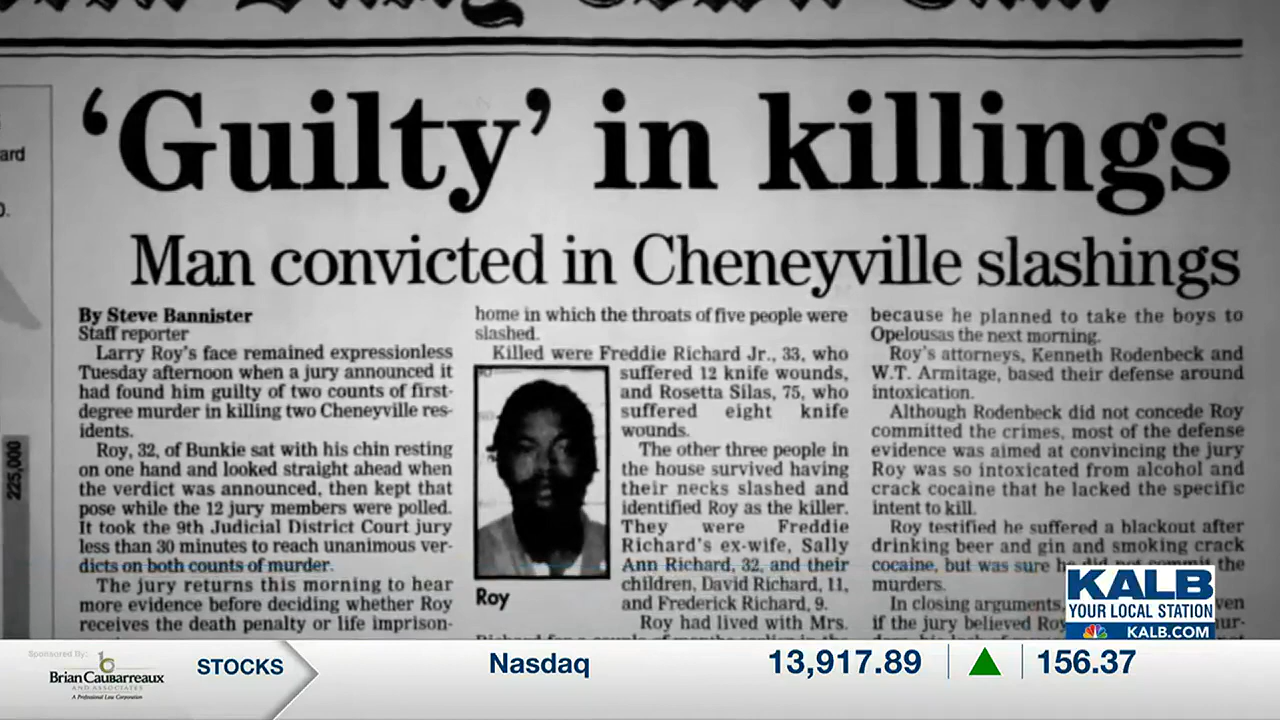 ard
O.
225,000
'Guilty' in killings
Man convicted in Cheneyville slashings
By Steve Bannister
Staff reporter
Larry Roy's face remained expressionless
Tuesday afternoon when a jury announced it
had found him guilty of two counts of first-
degree murder in killing two Cheneyville res-
idents.
Roy, 32, of Bunkie sat with his chin resting
on one hand and looked straight ahead when
the verdict was announced, then kept that
pose while the 12 jury members were polled.
It took the 9th Judicial District Court jury
less than 30 minutes to reach unanimous ver-
dicts on both counts of murder.
The jury returns this morning to hear
more evidence before deciding whether Roy
receives the death penalty or life imprison-
home in which the throats of five people were
slashed.
Killed were Freddie Richard Jr., 33, who
suffered 12 knife wounds,
and Rosetta Silas, 75, who
suffered eight knife
wounds.
The other three people in
the house survived having
their necks slashed and
identified Roy as the killer.
They were Freddie
Richard's ex-wife, Sally
Ann Richard, 32, and their
children, David Richard, 11,
and Frederick Richard, 9.
Roy had lived with Mrs.
Roy
because he planned to take the boys to
Opelousas the next morning.
Roy's attorneys, Kenneth Rodenbeck and
W.T. Armitage, based their defense around
intoxication.
Although Rodenbeck did not concede Roy
committed the crimes, most of the defense
evidence was aimed at convincing the jury
Roy was so intoxicated from alcohol and
crack cocaine that he lacked the specific
intent to kill.
Roy testified he suffered a blackout after
drinking beer and gin and smoking crack
cocaine, but was sure he did not commit the
murders.
In closing arguments, ven
if the jury believed Roy mur-
KALB
YOUR LOCAL STATION
KALB.COM
Sponsored By:
Brian Caubarreaux
AND ASSOCIATES
A Professional Law Corporation
STOCKS
Nasdaq
13,917.89
156.37